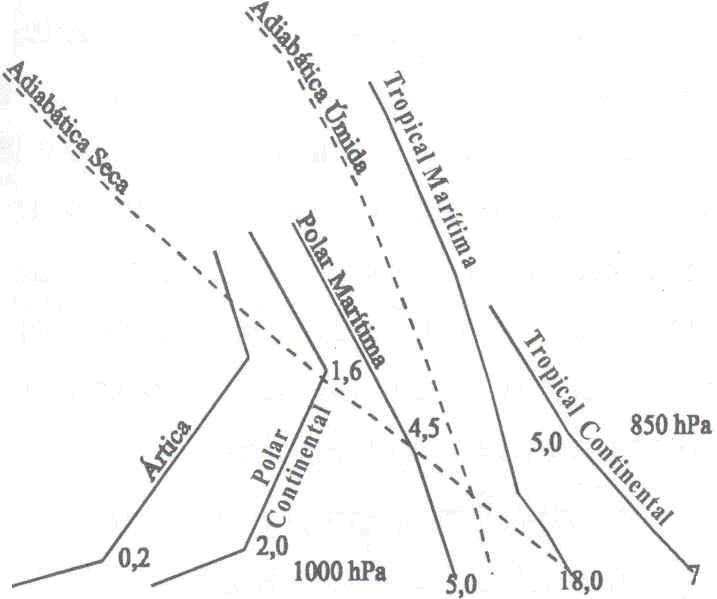 Adiabática Úmida
Adiabática Seca
Tropical Marítima
Polar Marítima
Tropical Continental
1,6
4,5
5,0
850 hPa
Ártica
Polar
Continental
0,2
2,0
1000 hPa
5,0
18,0
7